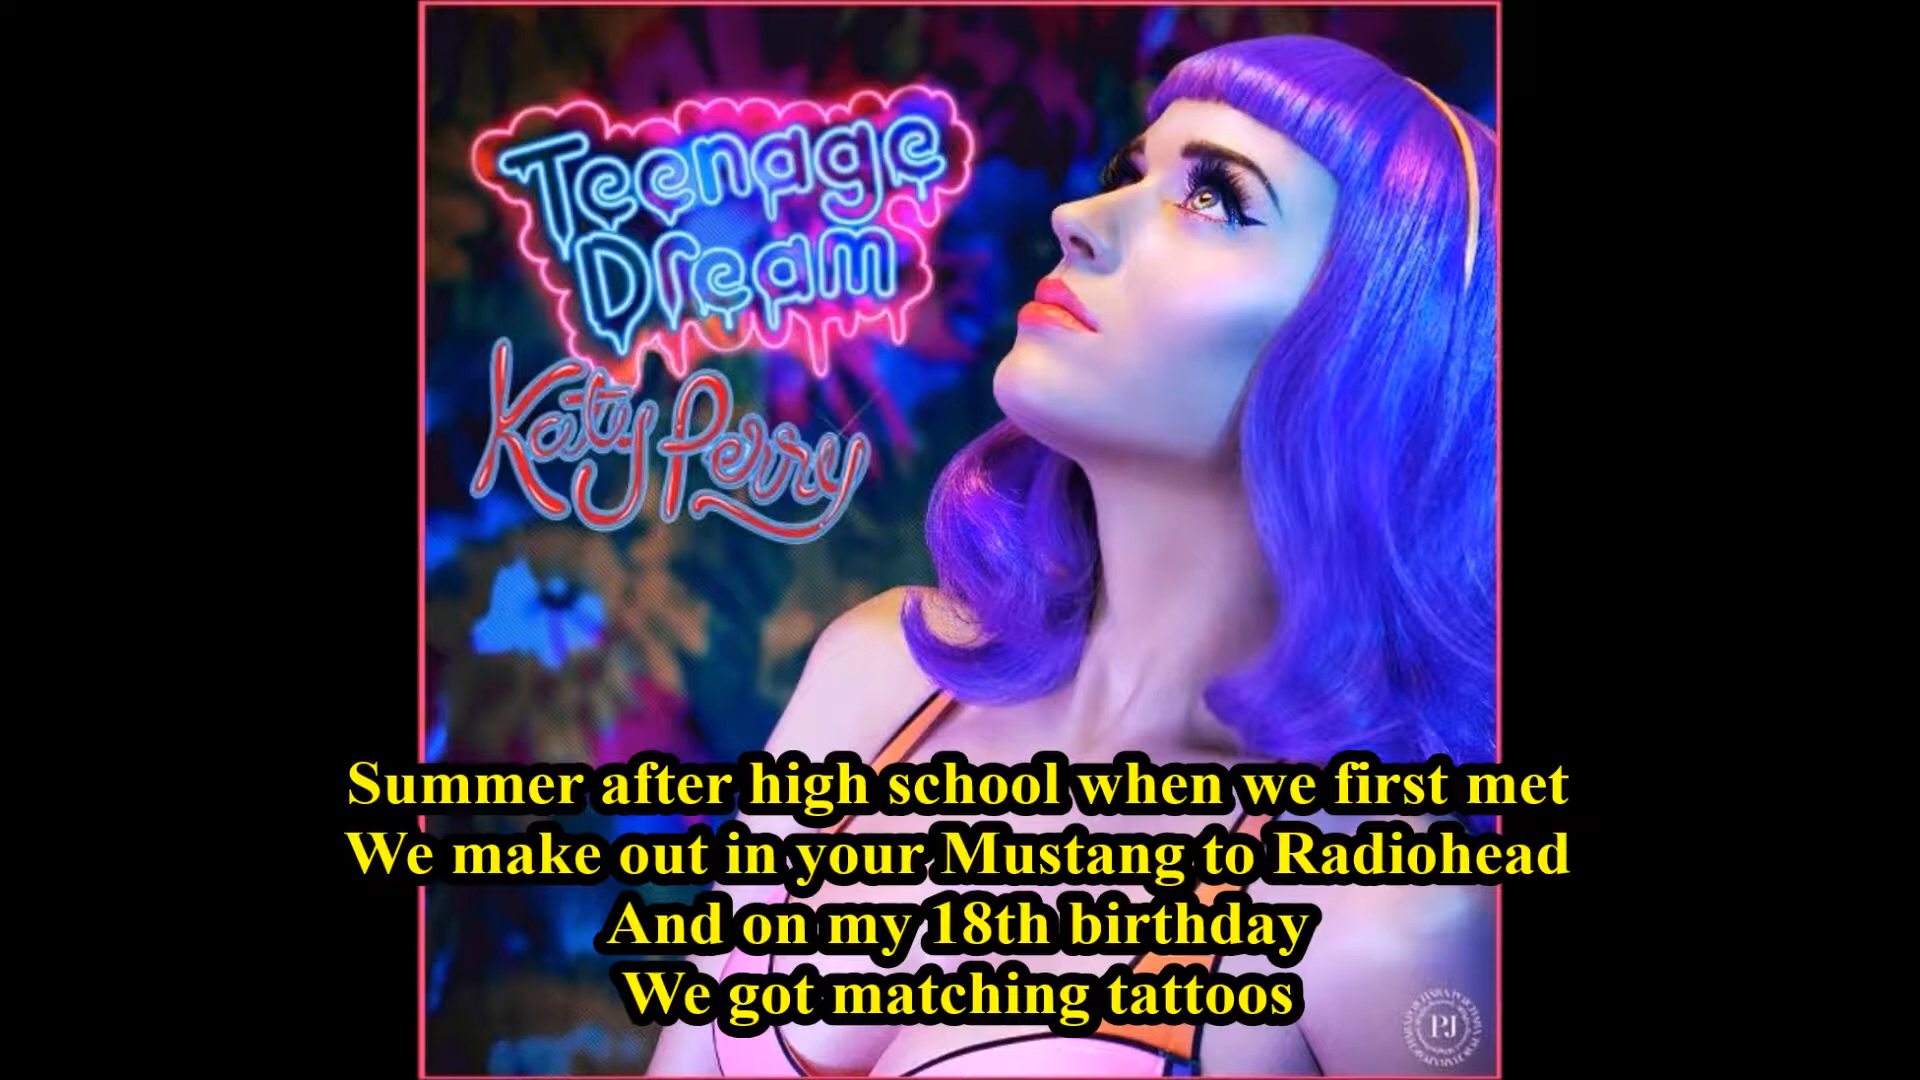 Teenage
Dream
Katy Perry
Summer after high school when we first met
We make out in your Mustang to Radiohead
And on my 18th birthday
We got matching tattoos
PJ